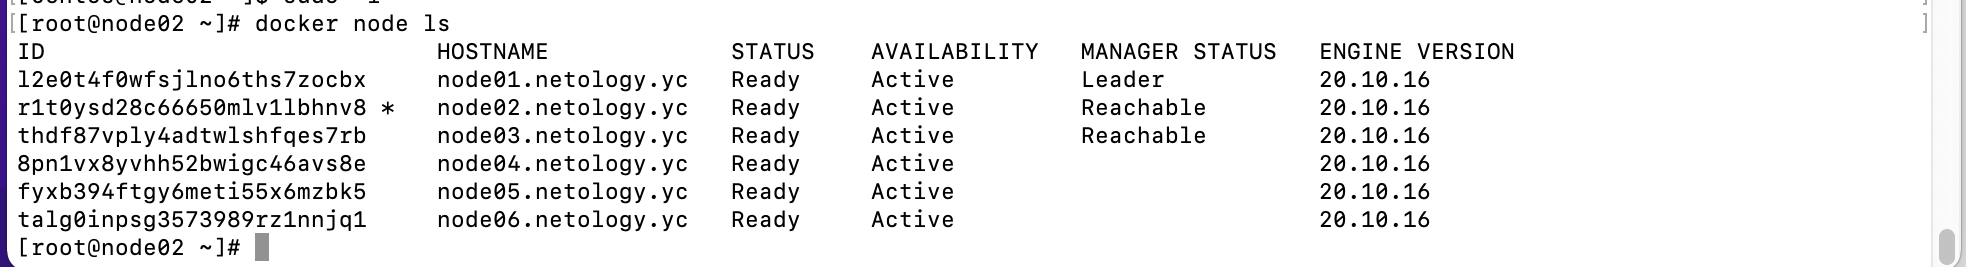 [[root@node02 ~]# docker node ls ]
ID HOSTNAME STATUS AVAILABILITY MANAGER STATUS ENGINE VERSION
l2e0t4f0wfsjlno6ths7zocbx node01.netology.yc Ready Active Leader 20.10.16
r1t0ysd28c66650mlv1lbhnv8 * node02.netology.yc Ready Active Reachable 20.10.16
thdf87vply4adtwlshfqes7rb node03.netology.yc Ready Active Reachable 20.10.16
8pn1vx8yvhh52bwigc46avs8e node04.netology.yc Ready Active 20.10.16
fyxb394ftgy6meti55x6mzbk5 node05.netology.yc Ready Active 20.10.16
talg0inpsg3573989rz1nnjq1 node06.netology.yc Ready Active 20.10.16
[root@node02 ~]#